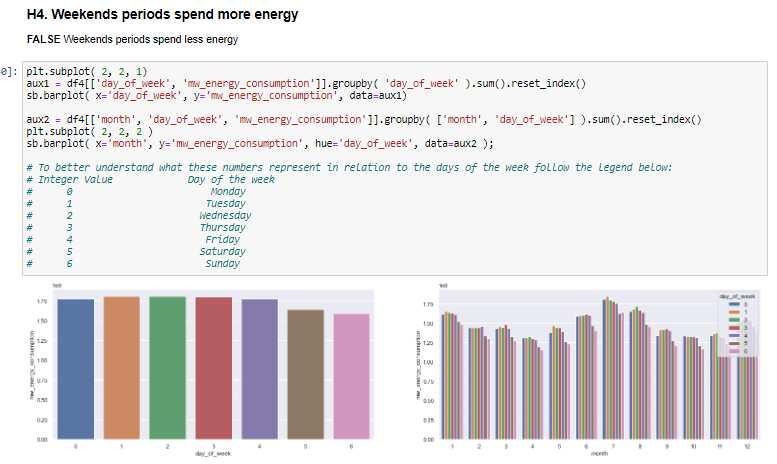 H4. Weekends periods spend more energy
FALSE Weekends periods spend less energy
0]:
plt.subplot( 2, 2, 1)
aux1 = df4[['day_of_week', 'mw_energy_consumption']].groupby( 'day_of_week' ).sum().reset_index()
sb.barplot( x='day_of_week', y='mw_energy_consumption', data=aux1)
aux2 = df4[['month', 'day_of_week', 'mw_energy_consumption']].groupby( ['month', 'day_of_week'] ).sum().reset_index()
plt.subplot( 2, 2, 2 )
sb.barplot( x='month', y='mw_energy_consumption', hue='day_of_week', data=aux2 );
# To better understand what these numbers represent in relation to the days of the week follow the legend below:
# Integer Value Day of the week
# 0 Monday
# 1 Tuesday
# 2 Wednesday
# 3 Thursday
# 4 Friday
# 5 Saturday
# 6 Sunday
1e9
1.75
1.50
1.25
1.00
0.75
0.50
0.25
0.00
mw_energy_consumption
0 1 2 3 4 5 6
day_of_week
1e8
1.75
1.50
1.25
1.00
0.75
0.50
0.25
0.00
mw_energy_consumption
1 2 3 4 5 6 7 8 9 10 11 12
month
day_of_week
0
1
2
3
4
5
6